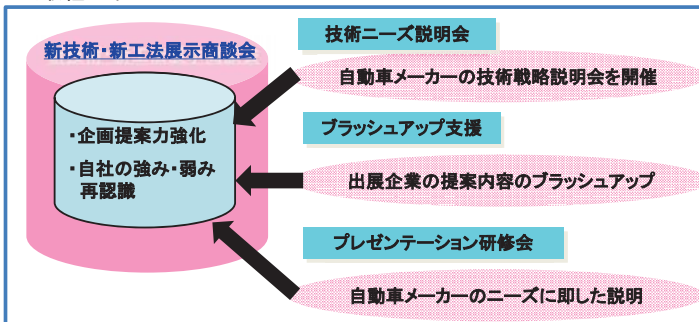 新技術・新工法展示商談会
・企画提案力強化
・自社の強み・弱み
再認識
技術ニーズ説明会
自動車メーカーの技術戦略説明会を開催
ブラッシュアップ支援
出展企業の提案内容のブラッシュアップ
プレゼンテーション研修会
自動車メーカーのニーズに即した説明